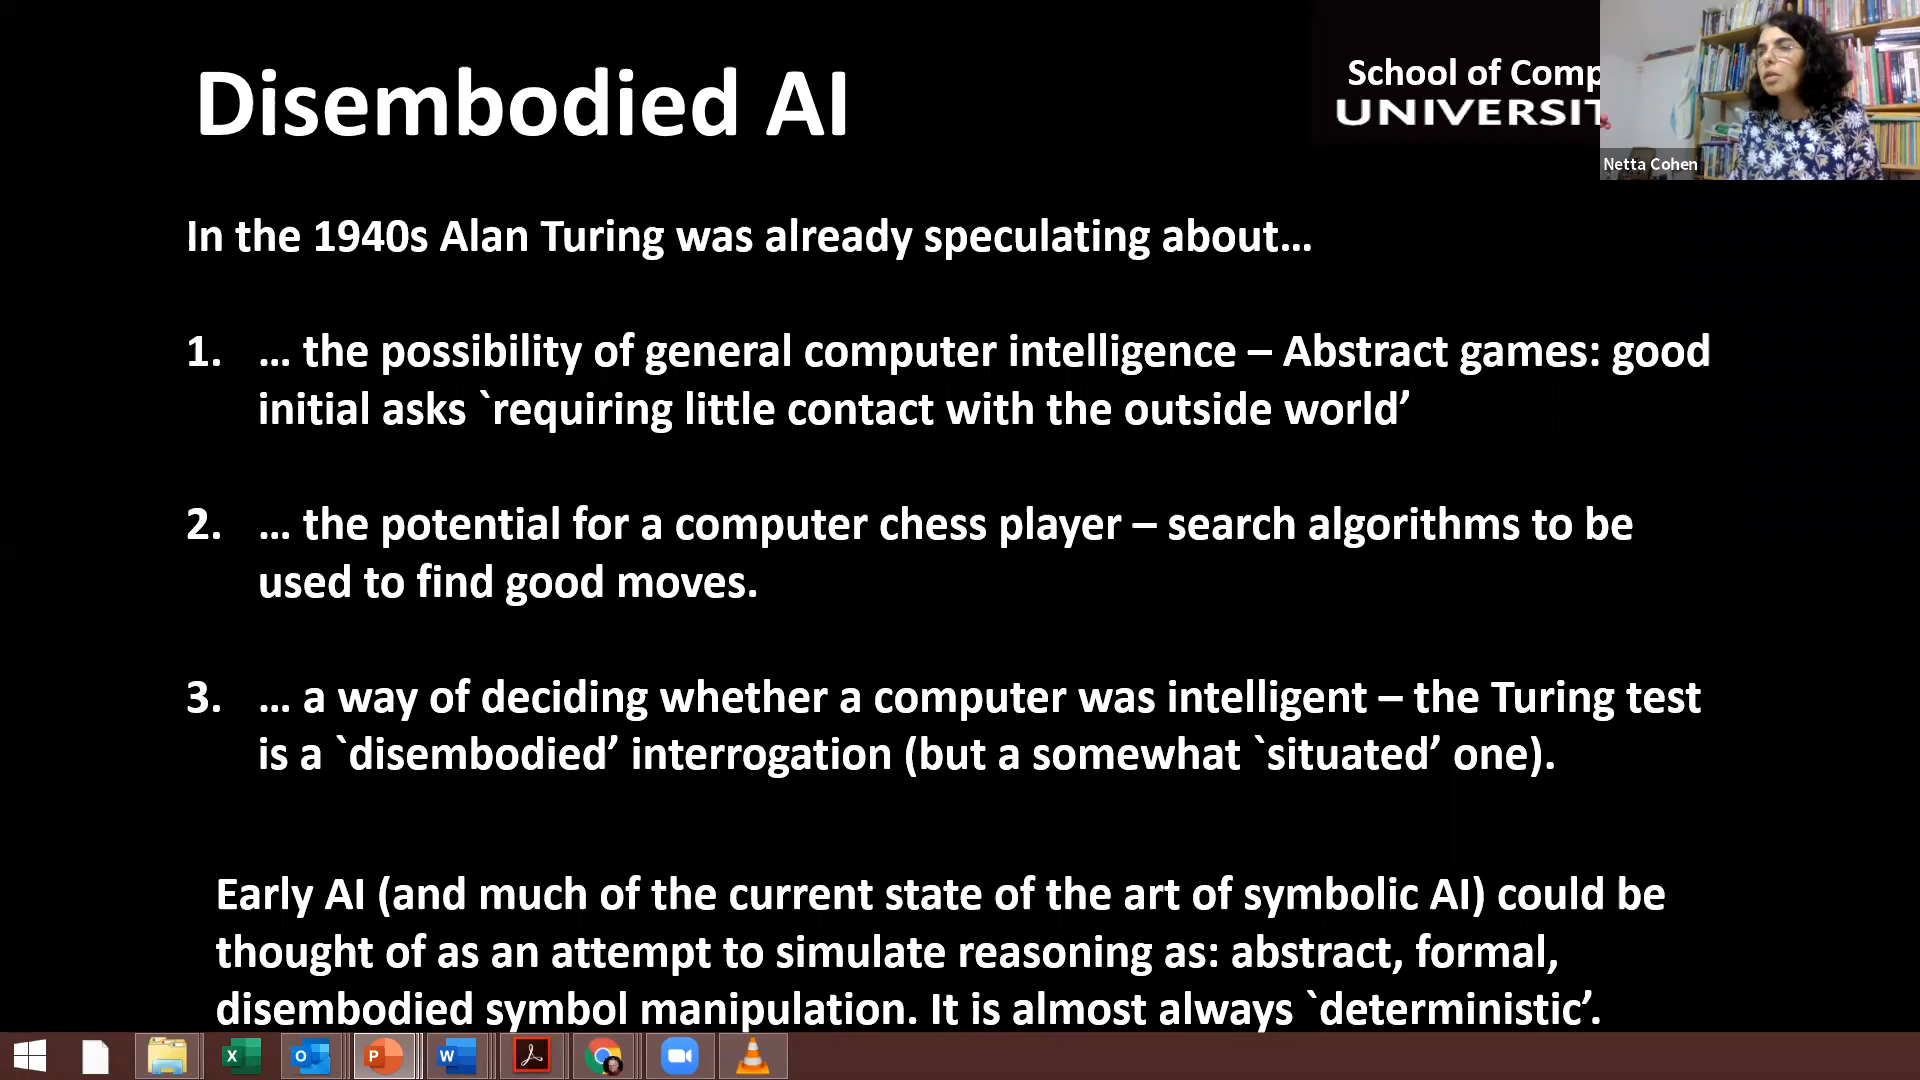 Disembodied AI
School of Comp
UNIVERSIT
Netta Cohen
In the 1940s Alan Turing was already speculating about...
1. ... the possibility of general computer intelligence – Abstract games: good
initial asks `requiring little contact with the outside world’
2. ... the potential for a computer chess player – search algorithms to be
used to find good moves.
3. ... a way of deciding whether a computer was intelligent – the Turing test
is a `disembodied’ interrogation (but a somewhat `situated’ one).
Early AI (and much of the current state of the art of symbolic AI) could be
thought of as an attempt to simulate reasoning as: abstract, formal,
disembodied symbol manipulation. It is almost always `deterministic’.